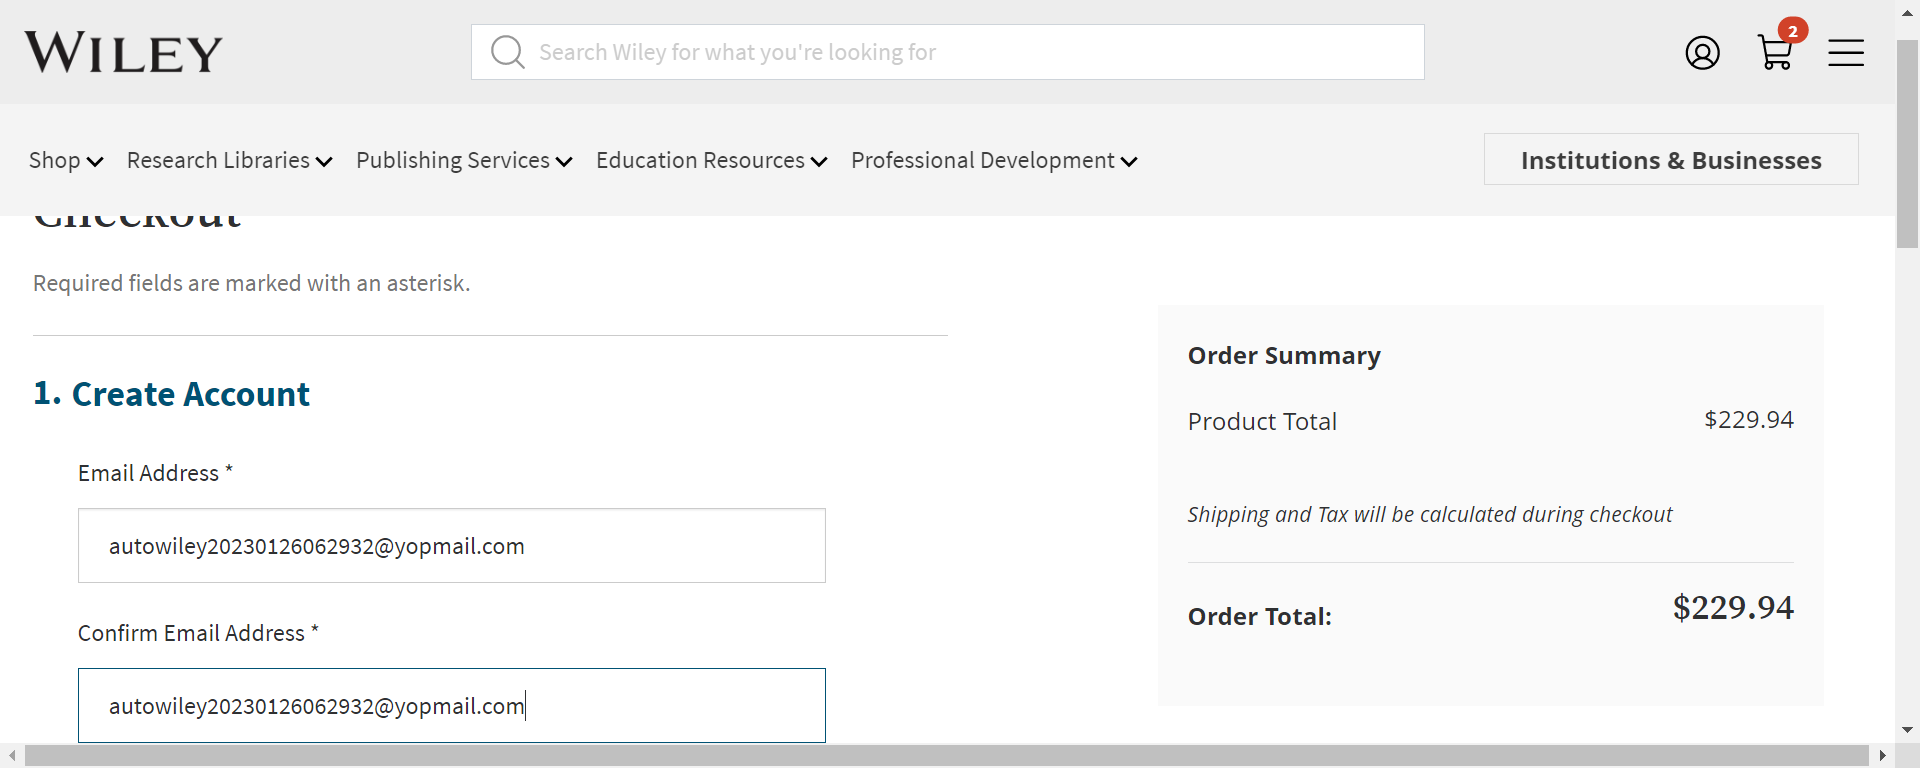 WILEY
Search Wiley for what you're looking for
2
Shop
Research Libraries
Publishing Services
Education Resources
Professional Development
Institutions & Businesses
Checkout
Required fields are marked with an asterisk.
1. Create Account
Email Address *
autowiley20230126062932@yopmail.com
Confirm Email Address *
autowiley20230126062932@yopmail.com
Order Summary
Product Total $229.94
Shipping and Tax will be calculated during checkout
Order Total: $229.94